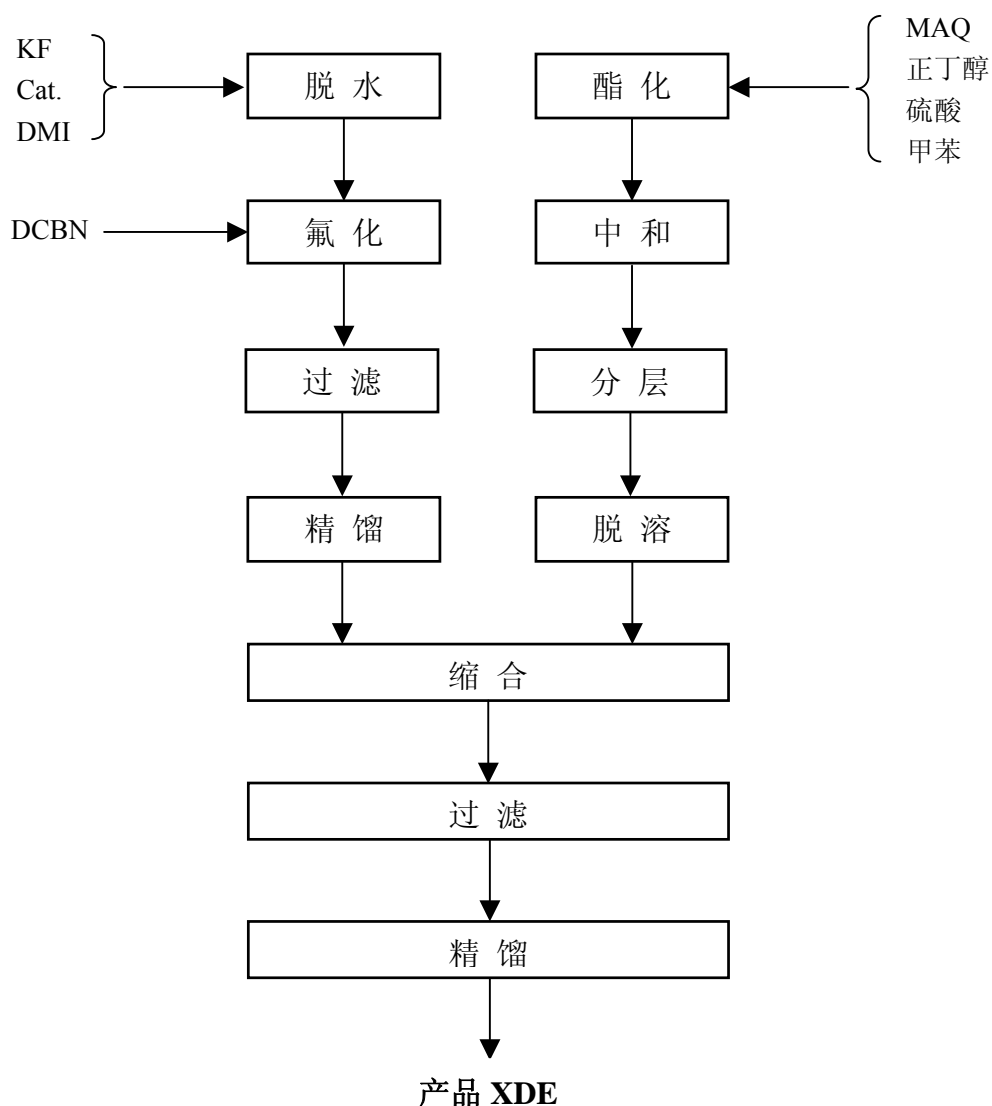 KF
Cat.
DMI
脱 水
DCBN
氟 化
过 滤
精 馏
MAQ
正丁醇
硫酸
甲苯
酯 化
中 和
分 层
脱 溶
缩 合
过 滤
精 馏
产品 XDE